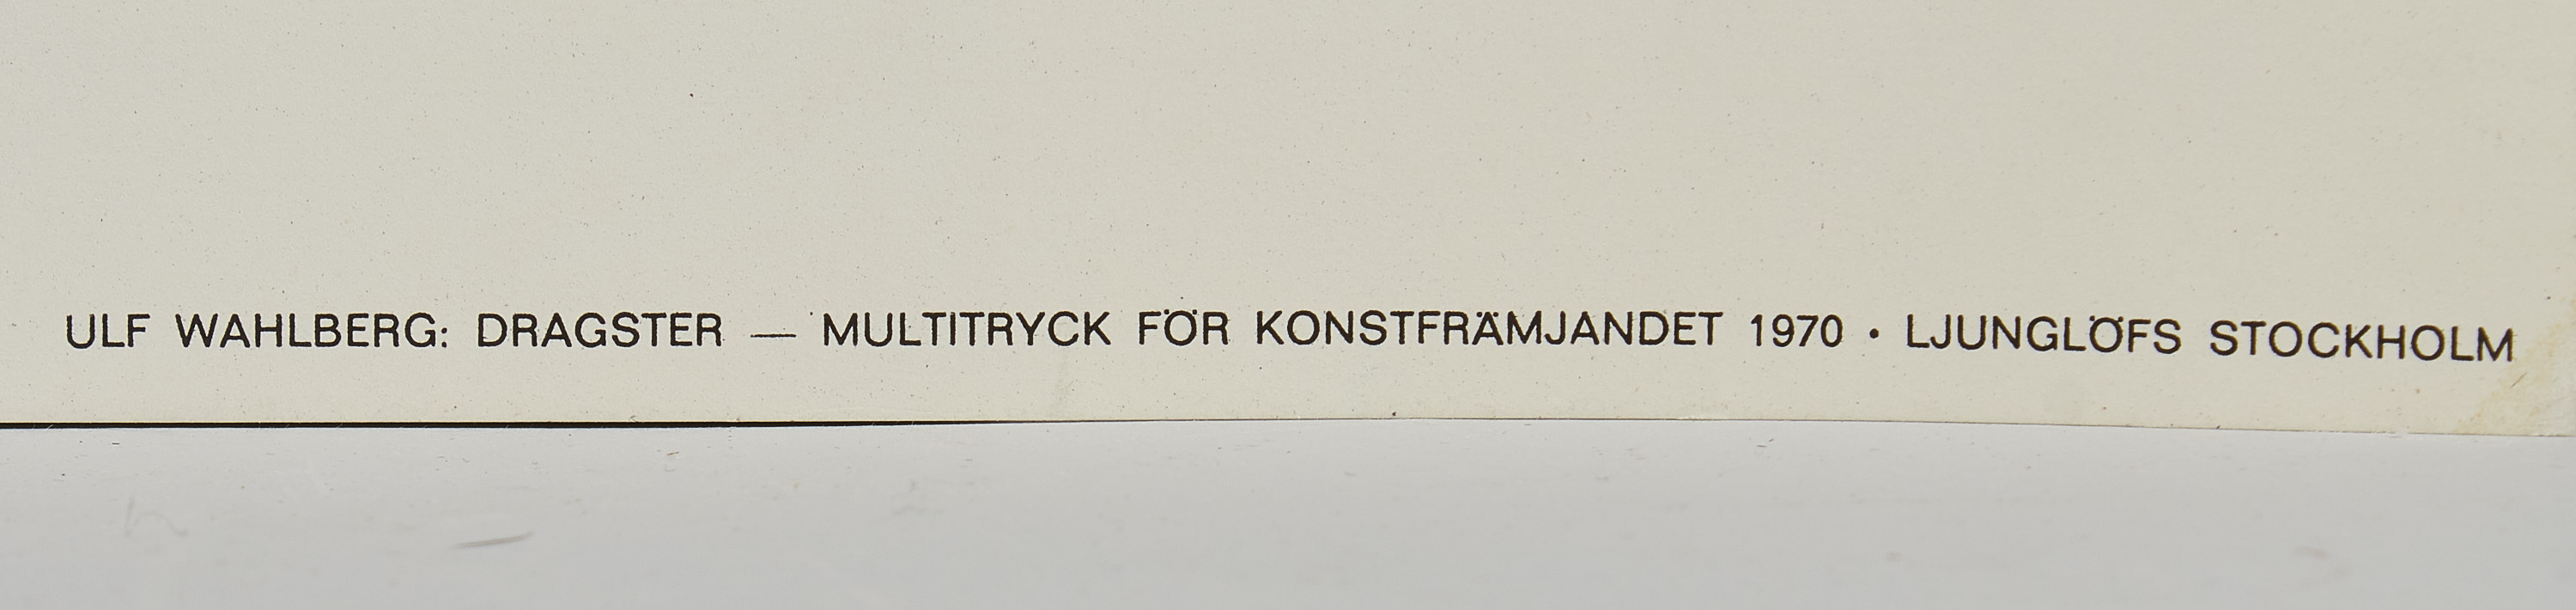 ULF WAHLBERG: DRAGSTER — MULTITRYCK FÖR KONSTFRÄMJANDET 1970 • LJUNGLÖFS STOCKHOLM